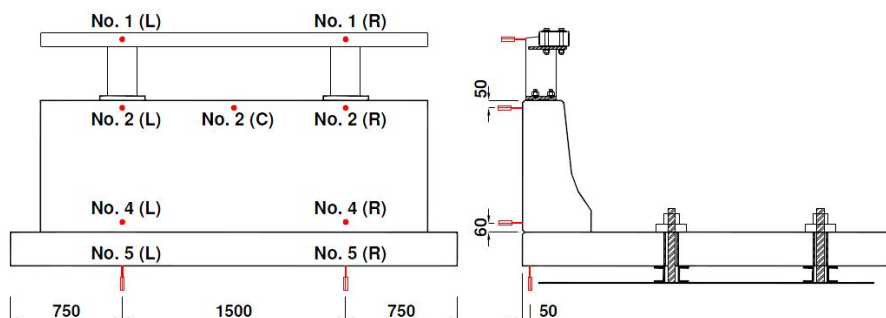 No. 1 (L)
No. 1 (R)
No. 2 (L)
No. 2 (C)
No. 2 (R)
No. 4 (L)
No. 4 (R)
No. 5 (L)
No. 5 (R)
750
1500
750
50
60
50